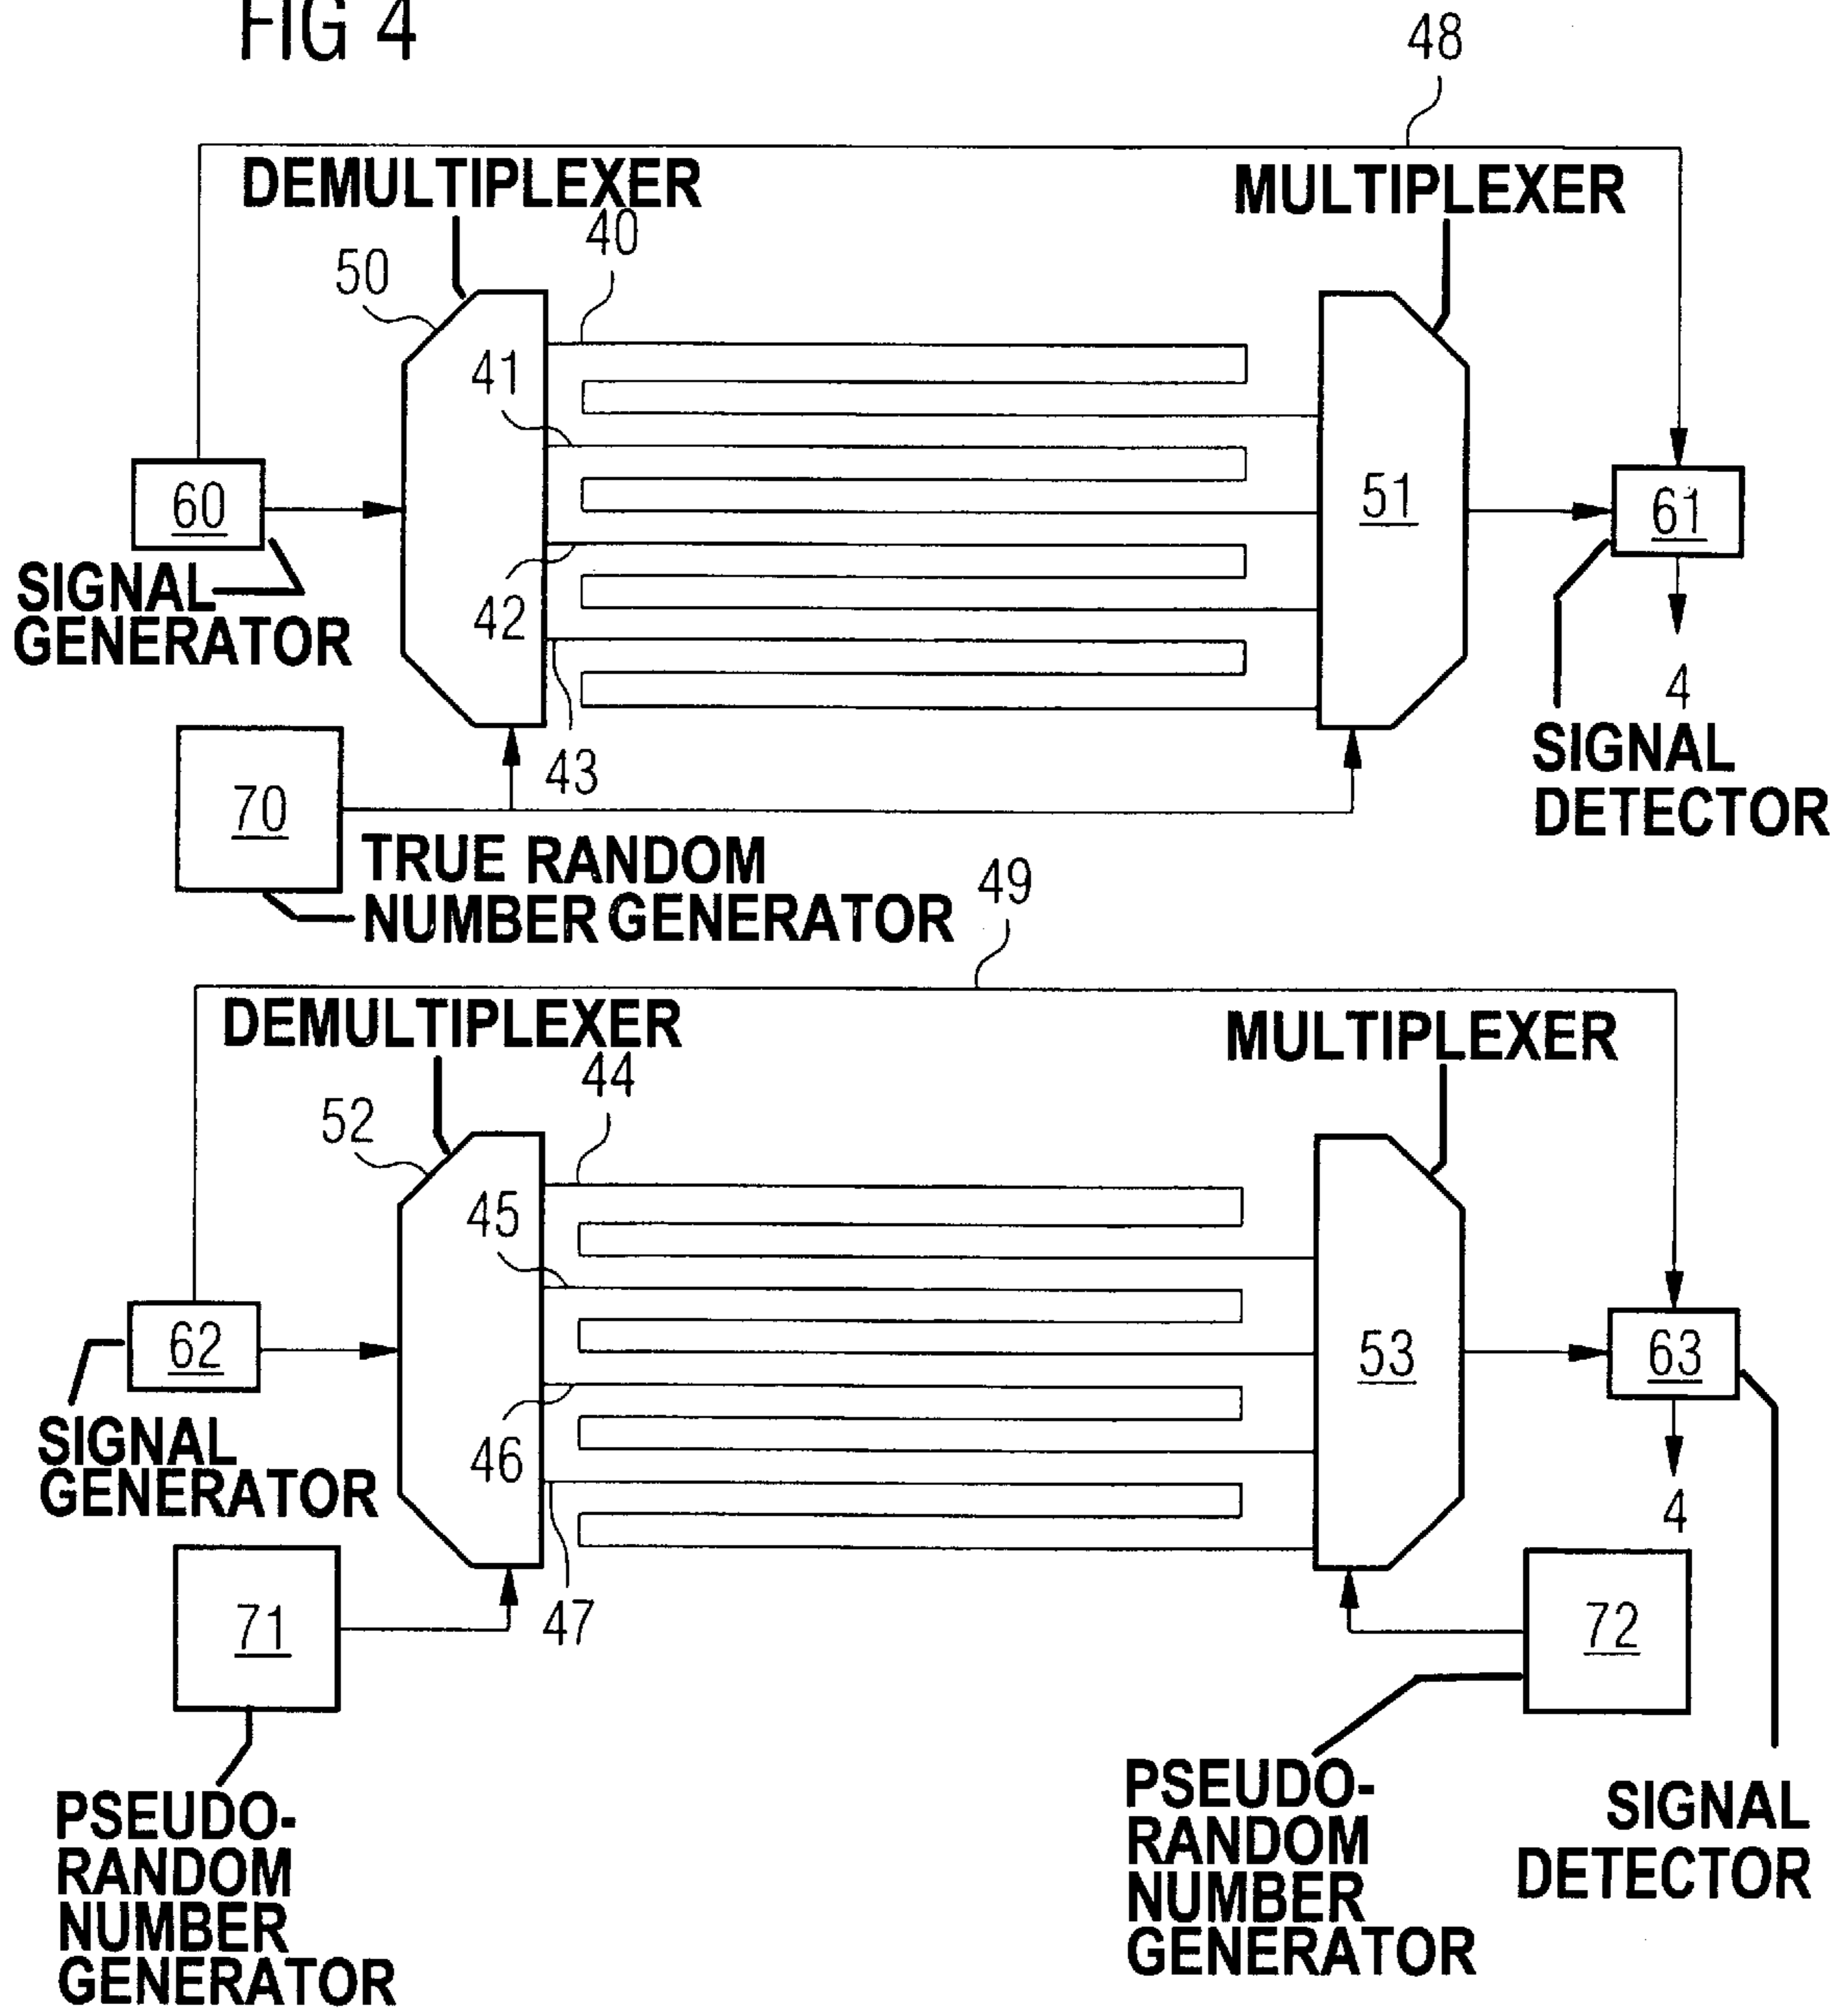 FIG 4
48
DEMULTIPLEXER
MULTIPLEXER
40
50
41
60
51
61
SIGNAL
GENERATOR
42
4
43
SIGNAL
DETECTOR
70
TRUE RANDOM
NUMBER GENERATOR
49
DEMULTIPLEXER
MULTIPLEXER
44
52
45
62
53
63
SIGNAL
GENERATOR
46
4
47
71
72
PSEUDO-
RANDOM
NUMBER
GENERATOR
PSEUDO-
RANDOM
NUMBER
GENERATOR
SIGNAL
DETECTOR